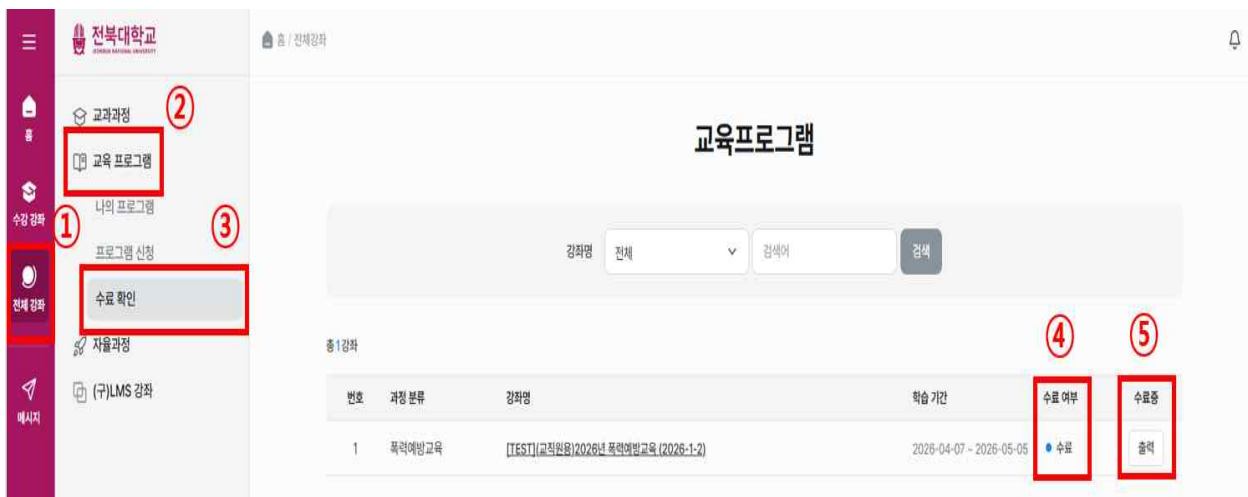 전북대학교
JEONBUK NATIONAL UNIVERSITY
홈 / 전체강좌
홈
수강 강좌
①
전체 강좌
메시지
교과과정
②
교육 프로그램
나의 프로그램
③
프로그램 신청
수료 확인
자율과정
(구)LMS 강좌
교육프로그램
강좌명 전체 검색어 검색
총1강좌
④ ⑤
번호 과정 분류 강좌명 학습 기간 수료 여부 수료증
1 폭력예방교육 [TEST](교직원용)2026년 폭력예방교육 (2026-1-2) 2026-04-07 ~ 2026-05-05 수료 출력